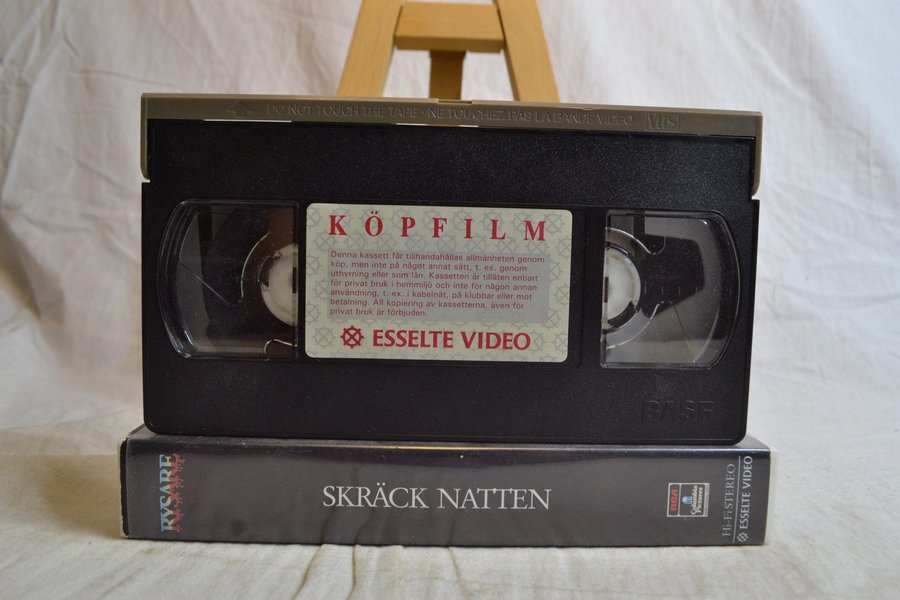 DO NOT TOUCH THE TAPE · NE TOUCHEZ PAS LA BANDE VIDEO VHS
KÖPFILM
Denna kassett får tillhandahållas allmänheten genom
köp, men inte på något annat sätt, t. ex. genom
uthyrning eller som lån. Kassetten är tillåten enbart
för privat bruk i hemmiljö och inte för någon annan
användning, t. ex. i kabelnät, på klubbar eller mot
betalning. All kopiering av kassetterna, även för
privat bruk är förbjuden.
ESSELTE VIDEO
BASF
RYSARE
SKRÄCK NATTEN
RCA
Columbia
Pictures
Hi-Fi STEREO
ESSELTE VIDEO